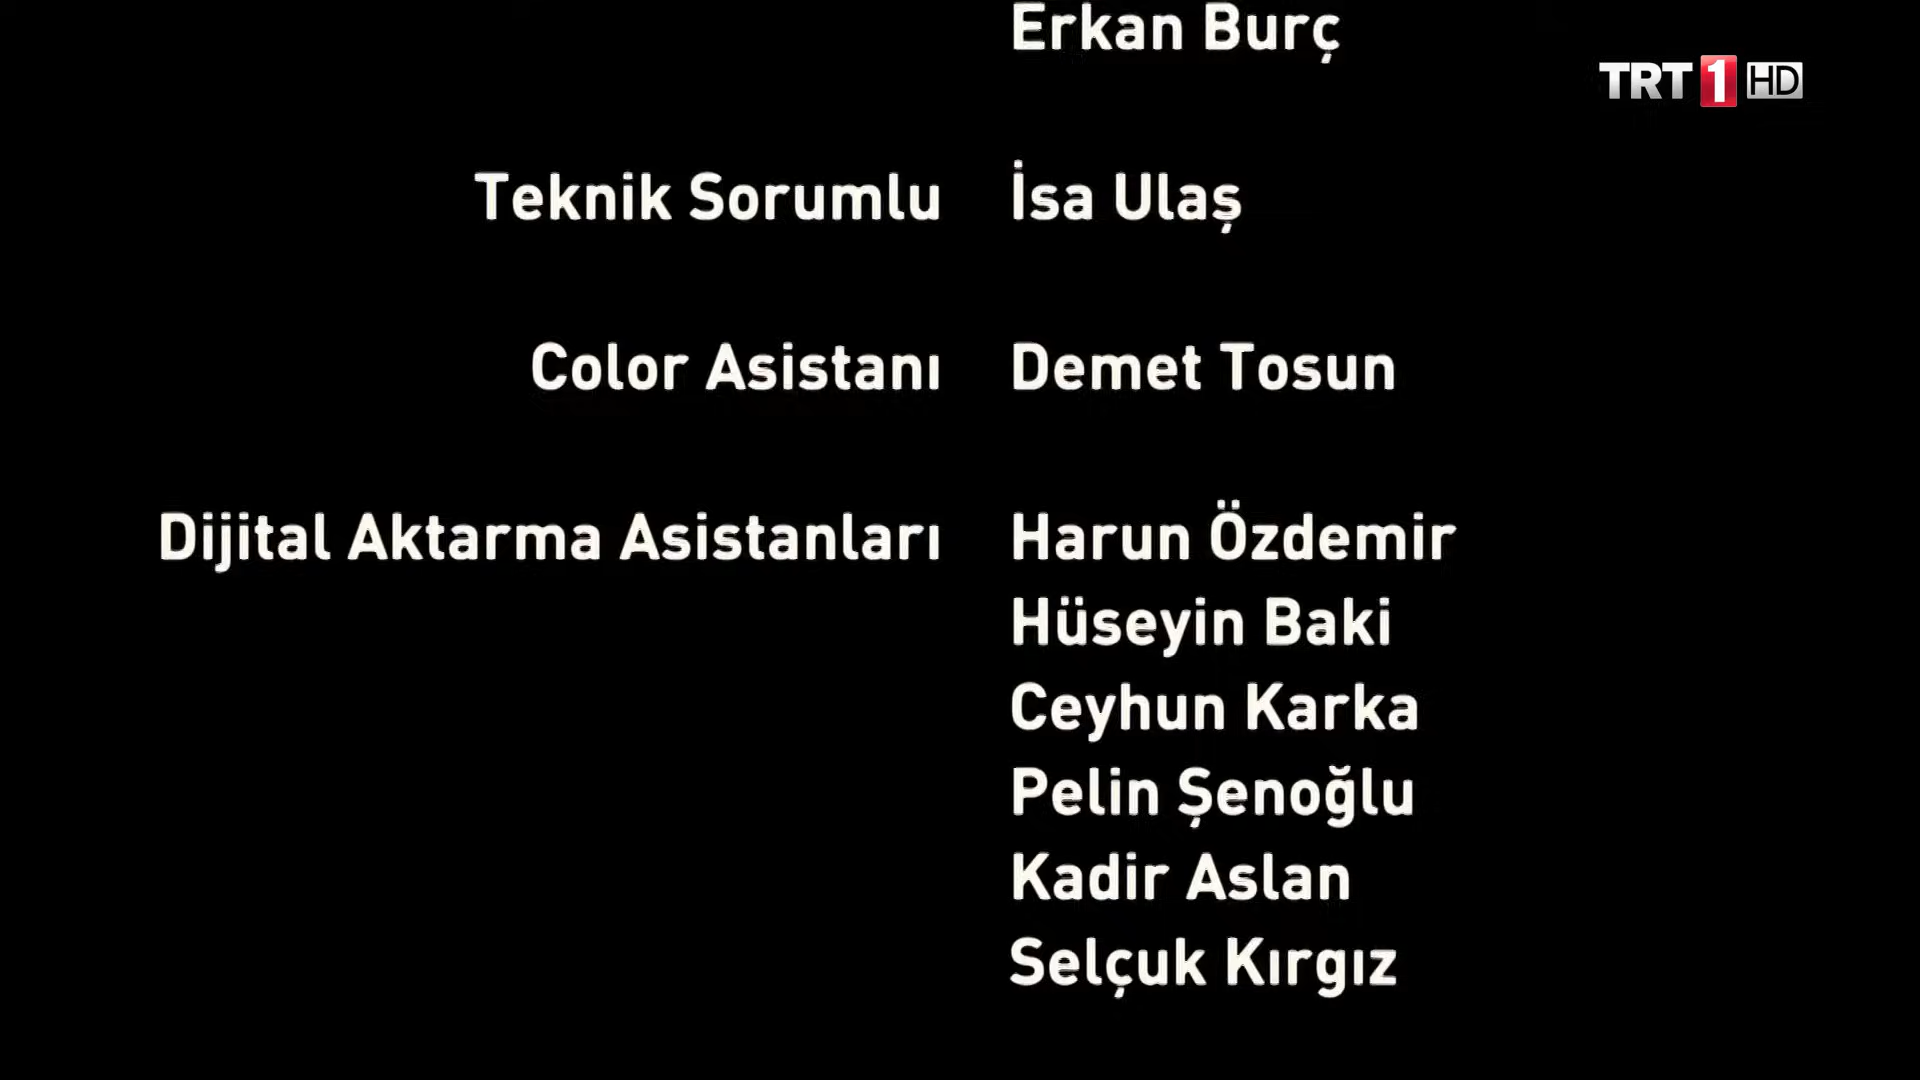 Erkan Burç
TRT 1 HD
Teknik Sorumlu İsa Ulaş
Color Asistanı Demet Tosun
Dijital Aktarma Asistanları Harun Özdemir
Hüseyin Baki
Ceyhun Karka
Pelin Şenoğlu
Kadir Aslan
Selçuk Kırgız